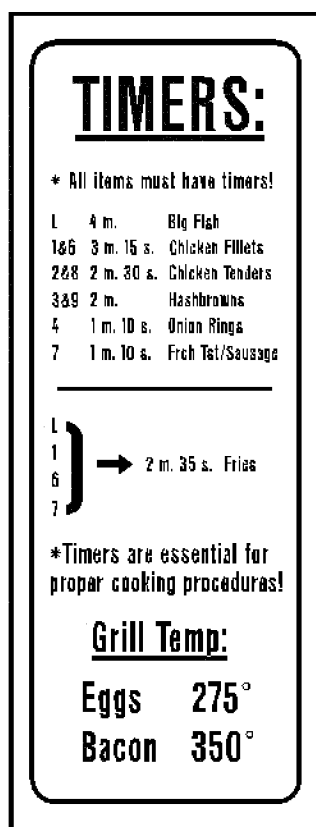 TIMERS:
* All items must have timers!
L 4 m. Big Fish
1&6 3 m. 15 s. Chicken Fillets
2&8 2 m. 30 s. Chicken Tenders
3&9 2 m. Hashbrowns
4 1 m. 10 s. Onion Rings
7 1 m. 10 s. Frch Tst/Sausage
L
1
6
7
2 m. 35 s. Fries
*Timers are essential for
proper cooking procedures!
Grill Temp:
Eggs 275°
Bacon 350°